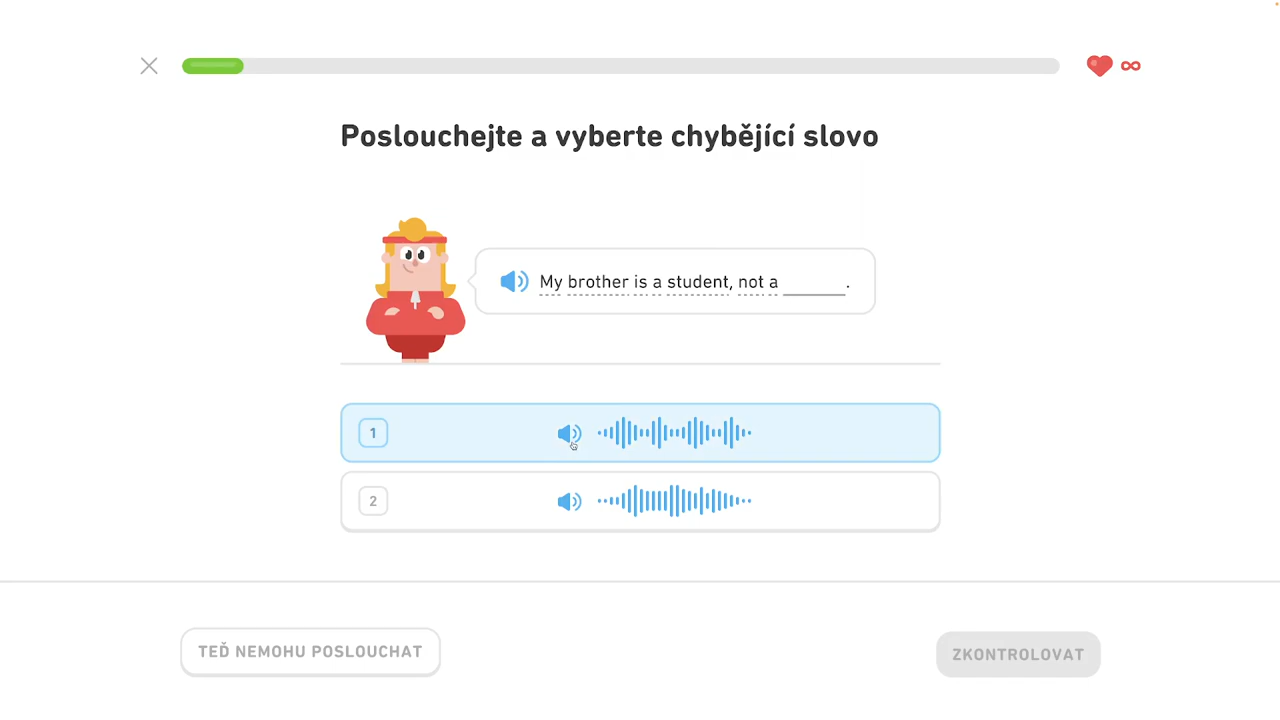 Poslouchejte a vyberte chybějící slovo
My brother is a student, not a ______.
1
2
TEĎ NEMOHU POSLOUCHAT
ZKONTROLOVAT